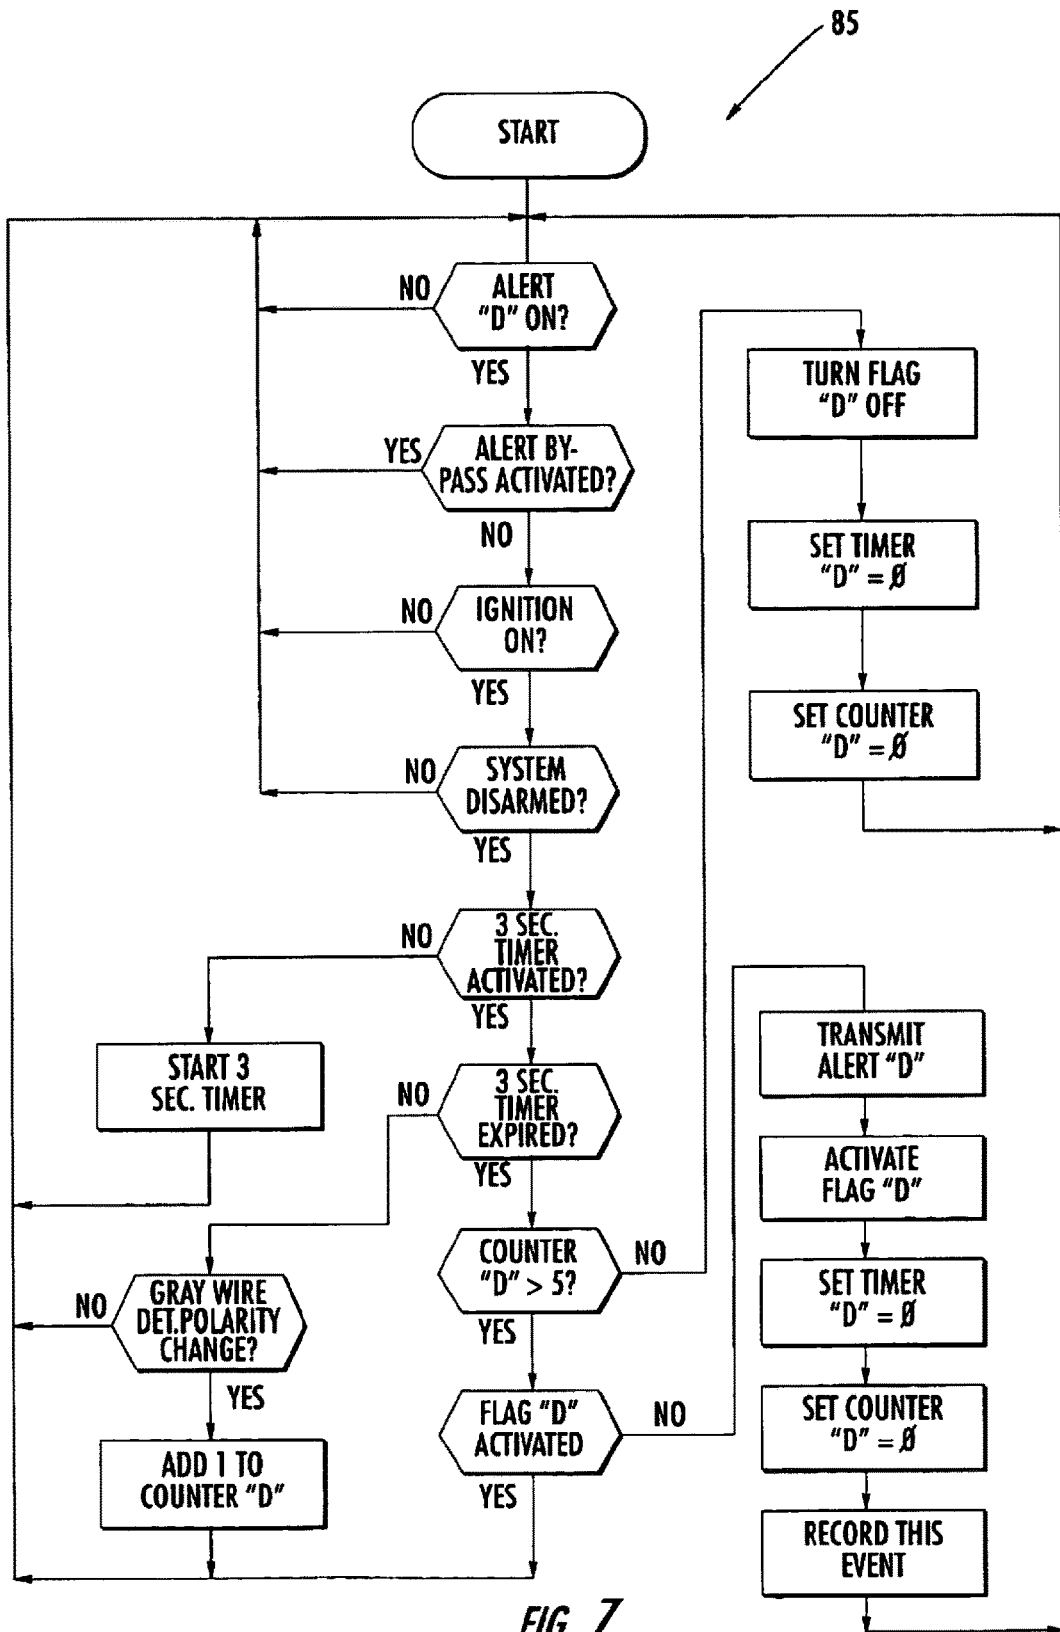 85
START
NO
ALERT
"D" ON?
YES
YES
ALERT BY-
PASS ACTIVATED?
NO
NO
IGNITION
ON?
YES
NO
SYSTEM
DISARMED?
YES
NO
3 SEC.
TIMER
ACTIVATED?
YES
START 3
SEC. TIMER
NO
3 SEC.
TIMER
EXPIRED?
YES
NO
GRAY WIRE
DET.POLARITY
CHANGE?
YES
ADD 1 TO
COUNTER "D"
COUNTER
"D" > 5?
NO
YES
FLAG "D"
ACTIVATED
NO
YES
TURN FLAG
"D" OFF
SET TIMER
"D" = Ø
SET COUNTER
"D" = Ø
TRANSMIT
ALERT "D"
ACTIVATE
FLAG "D"
SET TIMER
"D" = Ø
SET COUNTER
"D" = Ø
RECORD THIS
EVENT
FIG. 7